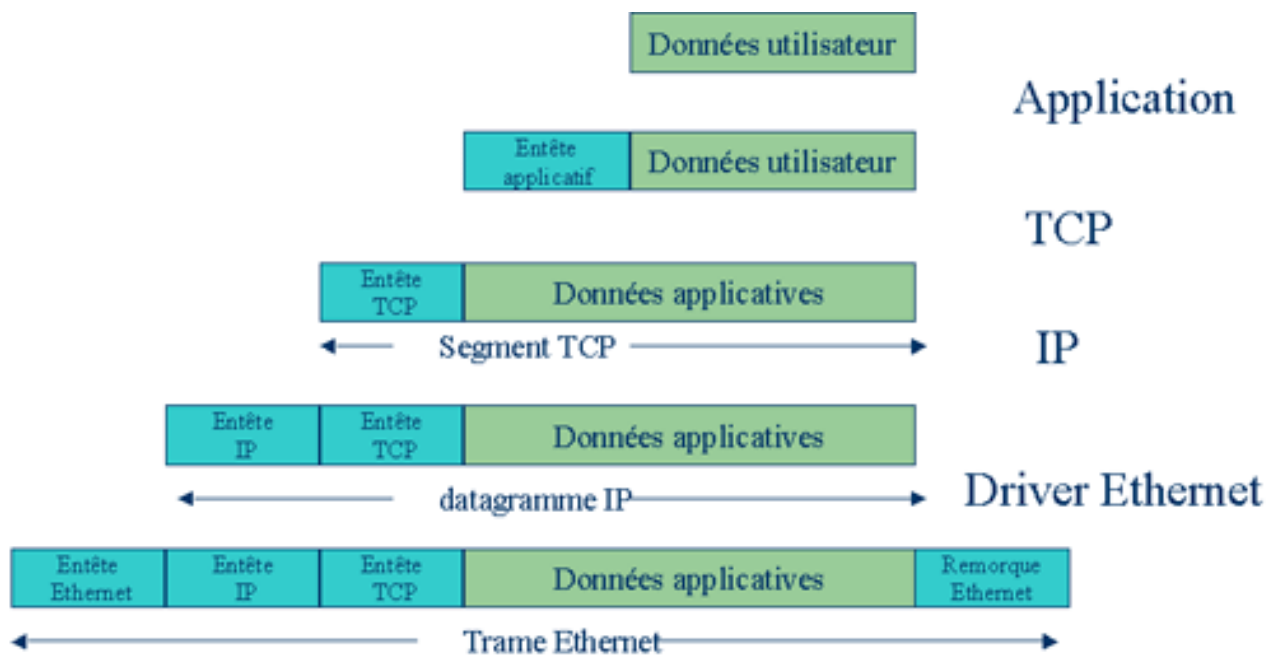 Données utilisateur
Application
Entête
applicatif
Données utilisateur
TCP
Entête
TCP
Données applicatives
Segment TCP
IP
Entête
IP
Entête
TCP
Données applicatives
datagramme IP
Driver Ethernet
Entête
Ethernet
Entête
IP
Entête
TCP
Données applicatives
Remorque
Ethernet
Trame Ethernet